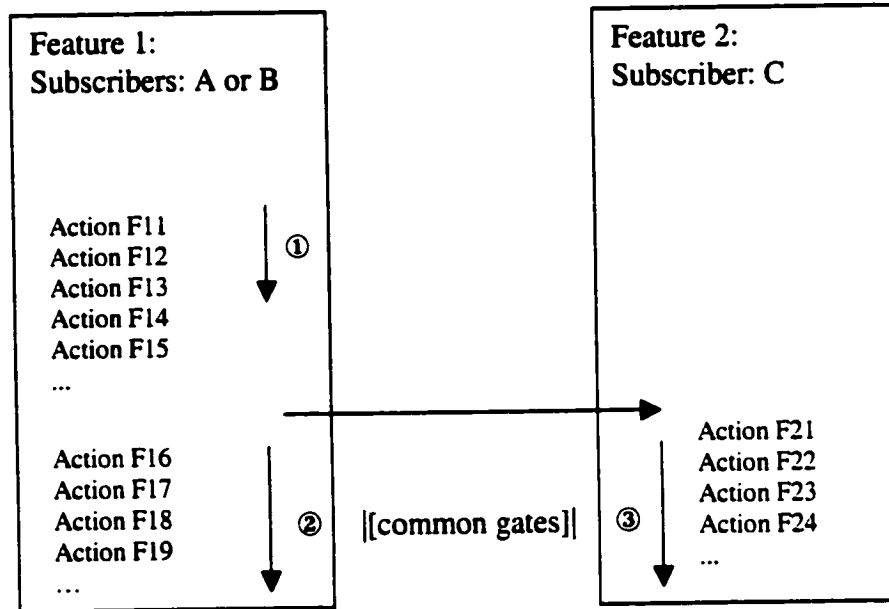 Feature 1:
Subscribers: A or B
Action F11
Action F12
Action F13
Action F14
Action F15
...
①
Action F16
Action F17
Action F18
Action F19
...
②
|[common gates]|
Feature 2:
Subscriber: C
③
Action F21
Action F22
Action F23
Action F24
...